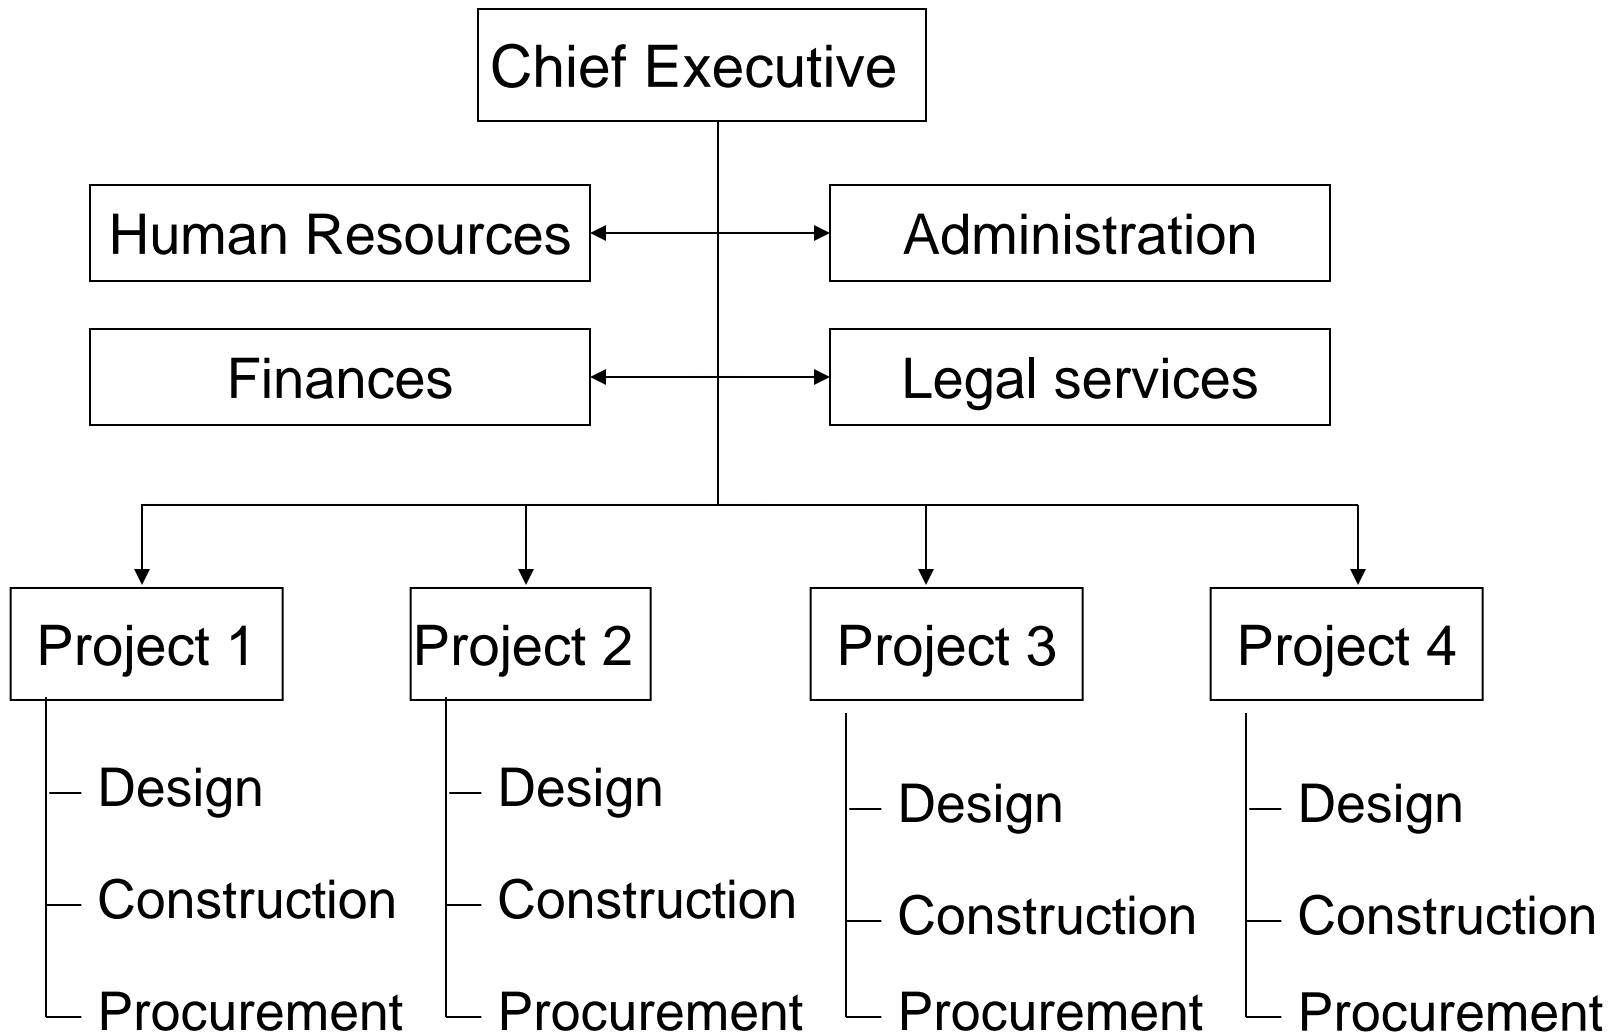 Chief Executive
Human Resources
Administration
Finances
Legal services
Project 1
Project 2
Project 3
Project 4
Design
Design
Design
Design
Construction
Construction
Construction
Construction
Procurement
Procurement
Procurement
Procurement